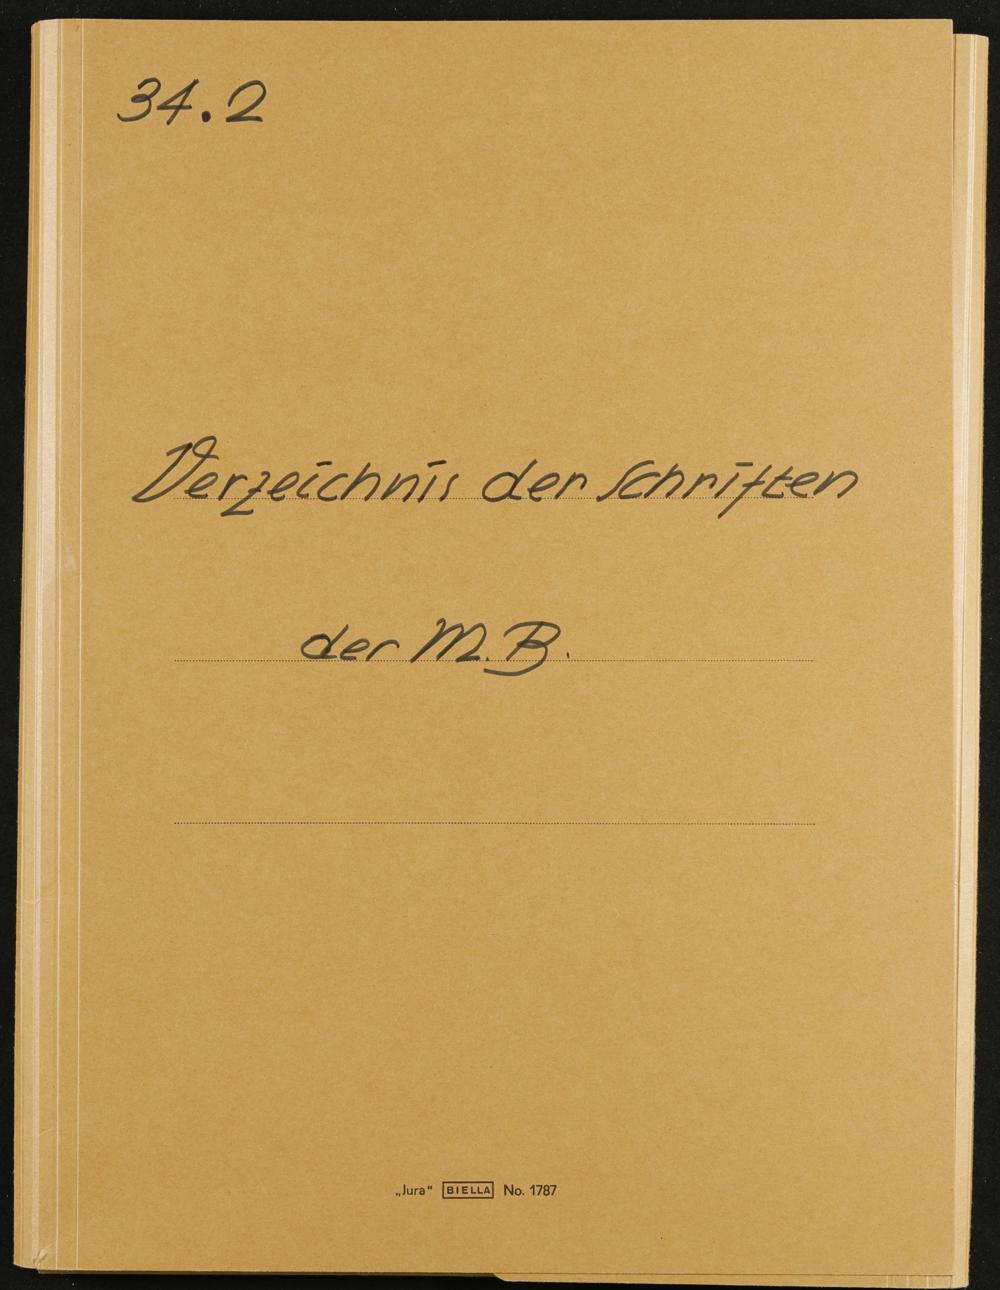 34.2
Verzeichnis der Schriften
der M.B.
„Jura“ BIELLA No. 1787